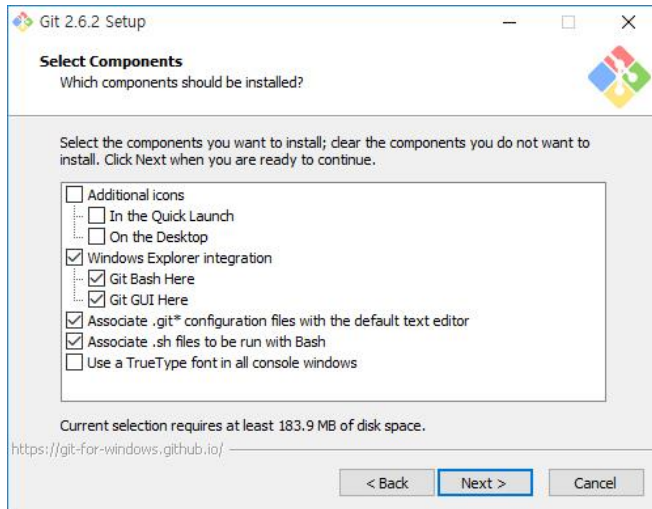 Git 2.6.2 Setup
Select Components
Which components should be installed?
Select the components you want to install; clear the components you do not want to
install. Click Next when you are ready to continue.
Additional icons
In the Quick Launch
On the Desktop
Windows Explorer integration
Git Bash Here
Git GUI Here
Associate .git* configuration files with the default text editor
Associate .sh files to be run with Bash
Use a TrueType font in all console windows
Current selection requires at least 183.9 MB of disk space.
https://git-for-windows.github.io/
< Back Next > Cancel